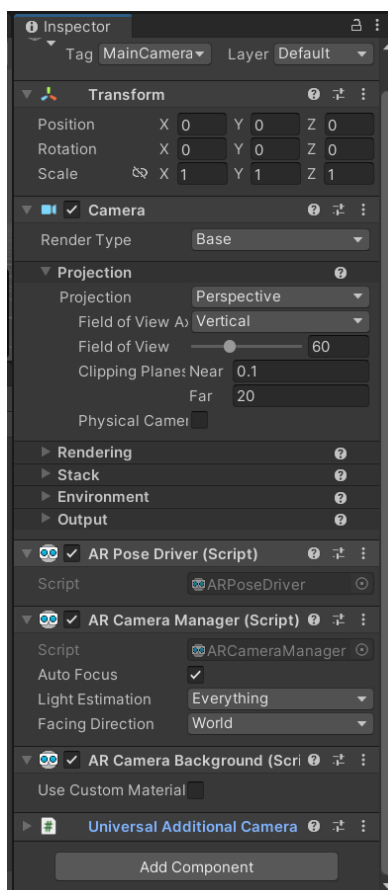 Inspector
Tag MainCamera Layer Default
Transform
Position X 0 Y 0 Z 0
Rotation X 0 Y 0 Z 0
Scale X 1 Y 1 Z 1
Camera
Render Type Base
Projection
Projection Perspective
Field of View Ax Vertical
Field of View 60
Clipping Planes Near 0.1
Far 20
Physical Camer
Rendering
Stack
Environment
Output
AR Pose Driver (Script)
Script ARPoseDriver
AR Camera Manager (Script)
Script ARCameraManager
Auto Focus
Light Estimation Everything
Facing Direction World
AR Camera Background (Scri
Use Custom Material
# Universal Additional Camera
Add Component